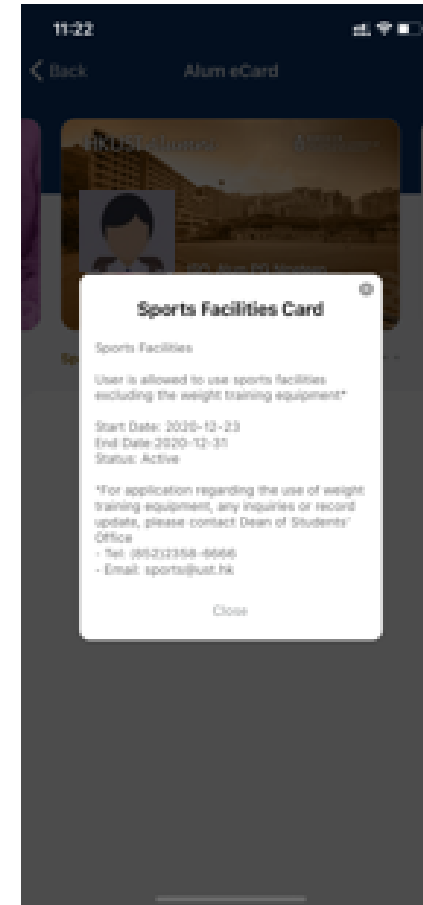 11:22
Back
Alum eCard
HKUST Alumni
Sports Facilities Card
Sports Facilities
User is allowed to use sports facilities
excluding the weight training equipment*
Start Date: 2020-12-23
End Date:2020-12-31
Status: Active
*For application regarding the use of weight
training equipment, any inquiries or record
update, please contact Dean of Students'
Office
- Tel: (852)2358-6666
- Email: sports@ust.hk
Close